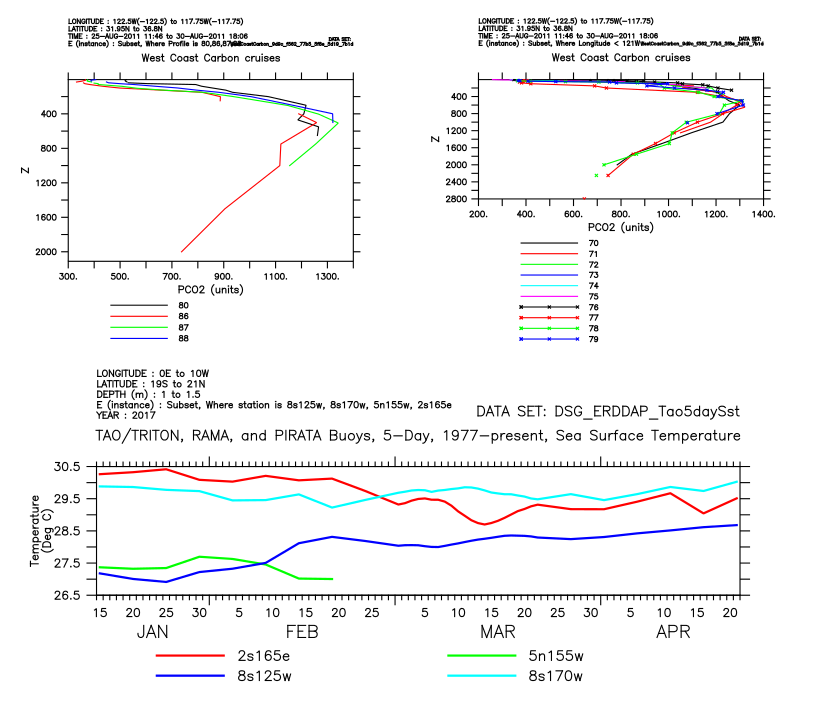 LONGITUDE : 122.5W(-122.5) to 117.75W(-117.75)
LATITUDE : 31.95N to 36.8N
DATA SET:
TIME : 25-AUG-2011 11:46 to 30-AUG-2011 18:06
E (instance) : Subset, Where Profile is 80,86,87
West Coast Carbon cruises
400
800
1200
1600
2000
Z
300. 500. 700. 900. 1100. 1300.
PCO2 (units)
80
86
87
88
LONGITUDE : 122.5W(-122.5) to 117.75W(-117.75)
LATITUDE : 31.95N to 36.8N
DATA SET:
TIME : 25-AUG-2011 11:46 to 30-AUG-2011 18:06
E (instance) : Subset, Where Longitude < 121W
West Coast Carbon cruises
400
800
1200
1600
2000
2400
2800
Z
200. 400. 600. 800. 1000. 1200. 1400.
PCO2 (units)
70
71
72
73
74
75
76
77
78
79
LONGITUDE : 0E to 10W
LATITUDE : 19S to 21N
DEPTH (m) : 1 to 1.5
E (instance) : Subset, Where station is 8s125w, 8s170w, 5n155w, 2s165e
YEAR : 2017
DATA SET: DSG_ERDDAP_Tao5daySst
TAO/TRITON, RAMA, and PIRATA Buoys, 5-Day, 1977-present, Sea Surface Temperature
30.5
29.5
28.5
27.5
26.5
Temperature
(Deg C)
15 20 25 30 5 10 15 20 25 5 10 15 20 25 30 5 10 15 20
JAN FEB MAR APR
2s165e 5n155w
8s125w 8s170w